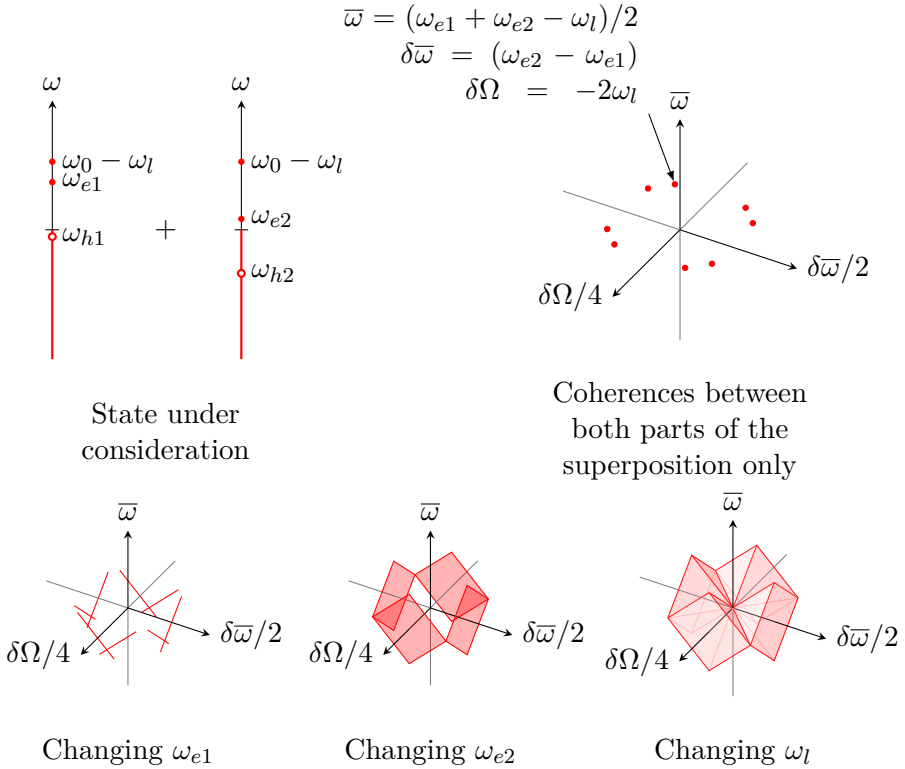 ω̅ = (ω_{e1} + ω_{e2} − ω_l)/2
δω̅ = (ω_{e2} − ω_{e1})
δΩ = −2ω_l
ω
ω_0 − ω_l
ω_{e1}
ω_{h1}
+
ω
ω_0 − ω_l
ω_{e2}
ω_{h2}
ω̅
δω̅/2
δΩ/4
State under
consideration
Coherences between
both parts of the
superposition only
ω̅
δω̅/2
δΩ/4
Changing ω_{e1}
ω̅
δω̅/2
δΩ/4
Changing ω_{e2}
ω̅
δω̅/2
δΩ/4
Changing ω_l